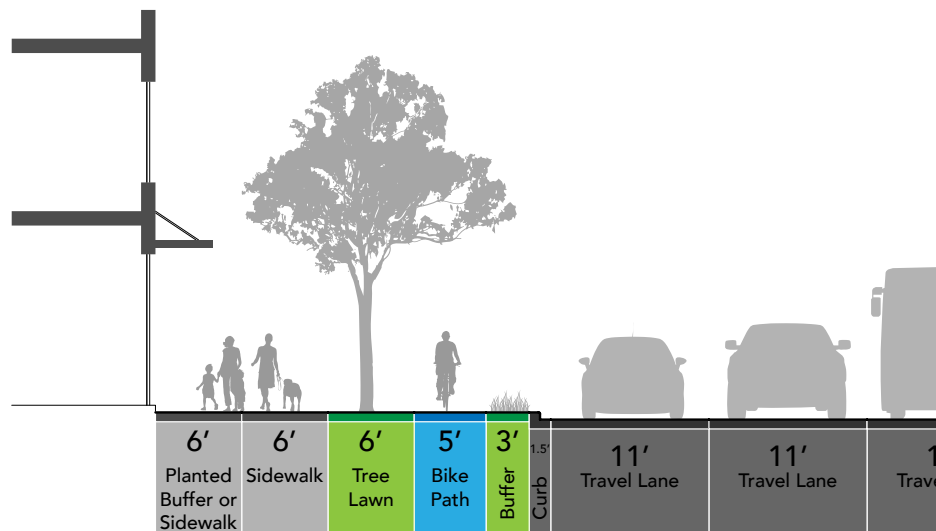 6’
Planted
Buffer or
Sidewalk
6’
Sidewalk
6’
Tree
Lawn
5’
Bike
Path
3’
Buffer
1.5’
Curb
11’
Travel Lane
11’
Travel Lane